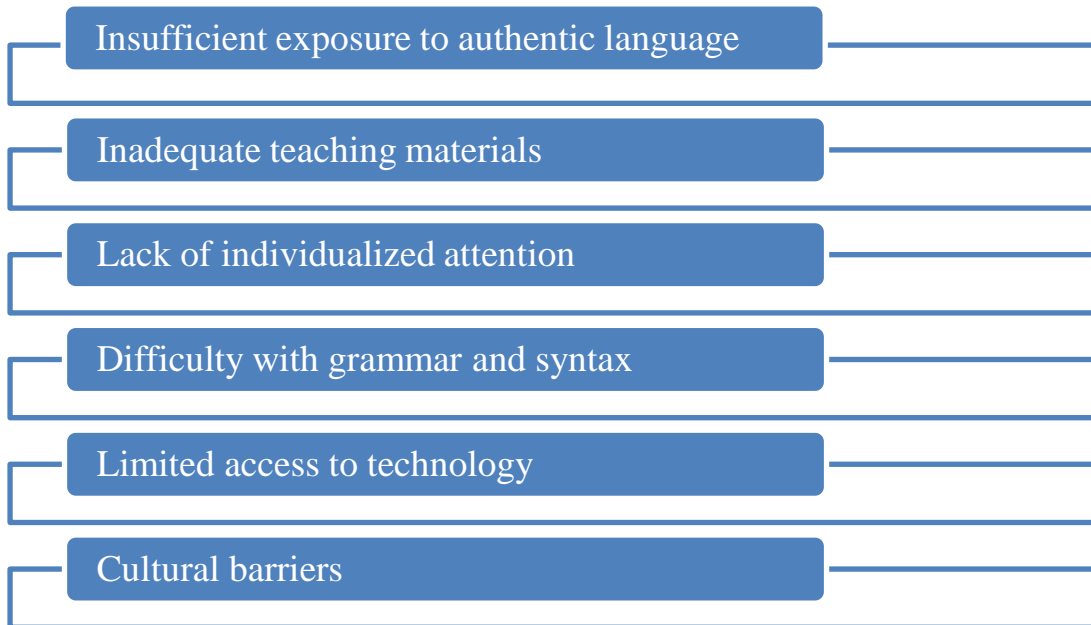 Insufficient exposure to authentic language
Inadequate teaching materials
Lack of individualized attention
Difficulty with grammar and syntax
Limited access to technology
Cultural barriers